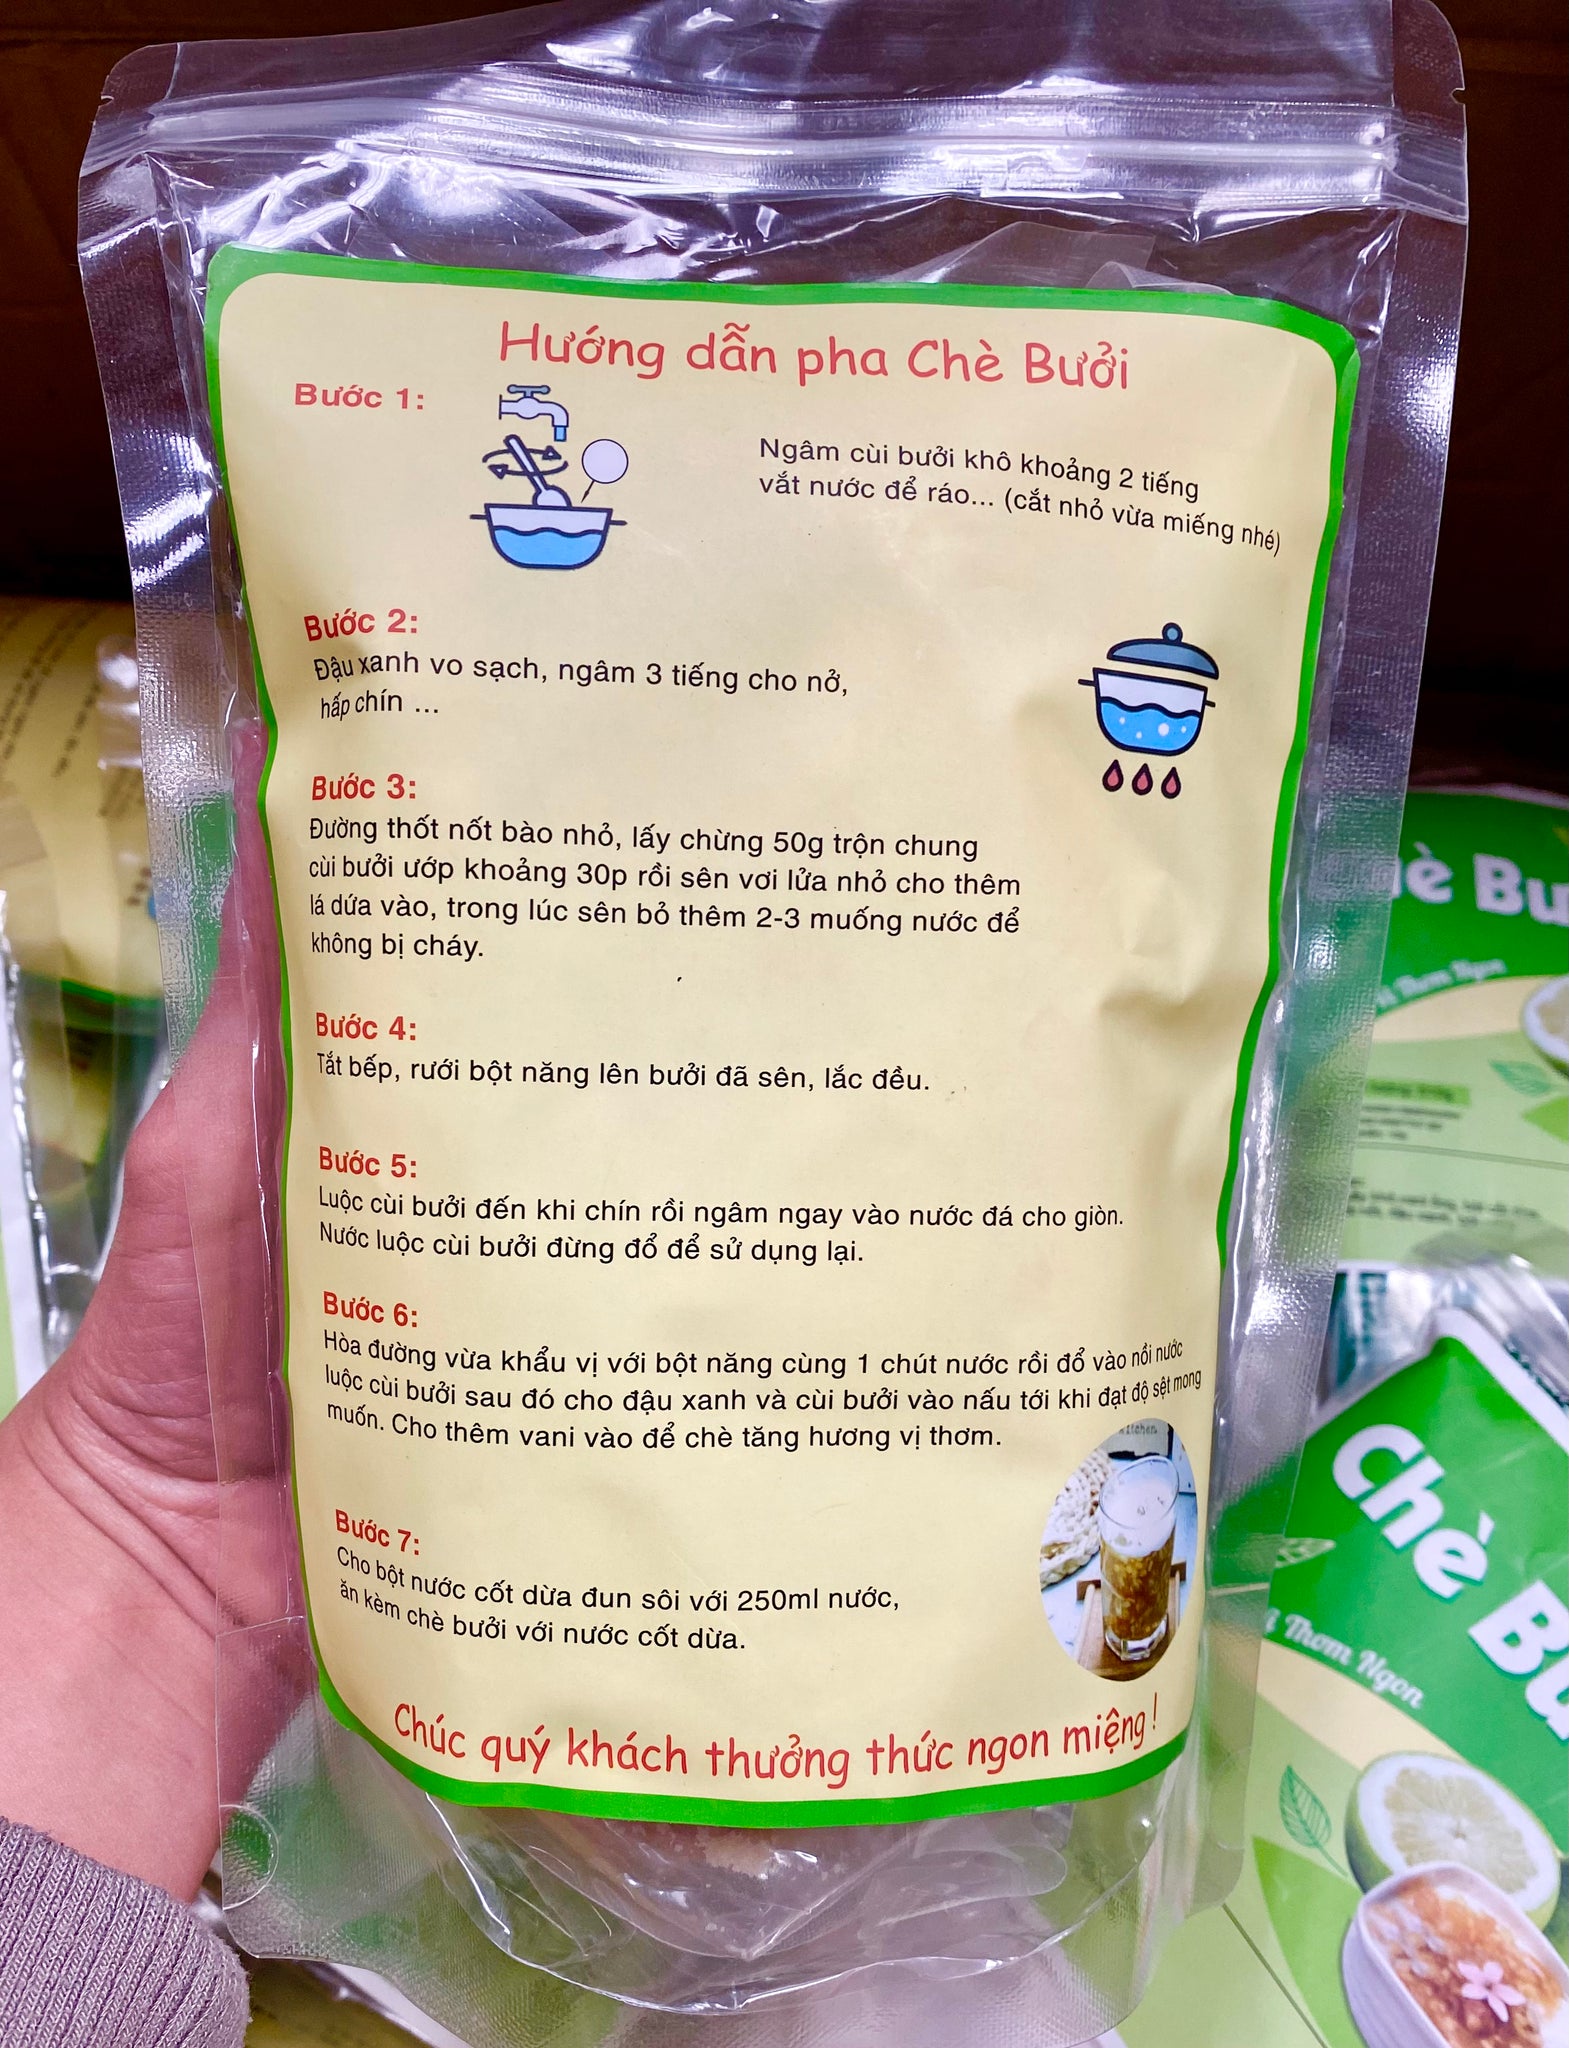 Hướng dẫn pha Chè Bưởi
Bước 1:
Ngâm cùi bưởi khô khoảng 2 tiếng
vắt nước để ráo... (cắt nhỏ vừa miếng nhé)
Bước 2:
Đậu xanh vo sạch, ngâm 3 tiếng cho nở,
hấp chín ...
Bước 3:
Đường thốt nốt bào nhỏ, lấy chừng 50g trộn chung
cùi bưởi ướp khoảng 30p rồi sên vơi lửa nhỏ cho thêm
lá dứa vào, trong lúc sên bỏ thêm 2-3 muống nước để
không bị cháy.
Bước 4:
Tắt bếp, rưới bột năng lên bưởi đã sên, lắc đều.
Bước 5:
Luộc cùi bưởi đến khi chín rồi ngâm ngay vào nước đá cho giòn.
Nước luộc cùi bưởi đừng đổ để sử dụng lại.
Bước 6:
Hòa đường vừa khẩu vị với bột năng cùng 1 chút nước rồi đổ vào nồi nước
luộc cùi bưởi sau đó cho đậu xanh và cùi bưởi vào nấu tới khi đạt độ sệt mong
muốn. Cho thêm vani vào để chè tăng hương vị thơm.
Bước 7:
Cho bột nước cốt dừa đun sôi với 250ml nước,
ăn kèm chè bưởi với nước cốt dừa.
Chúc quý khách thưởng thức ngon miệng!
Thơm Ngon
Chè
Thơm Ngon